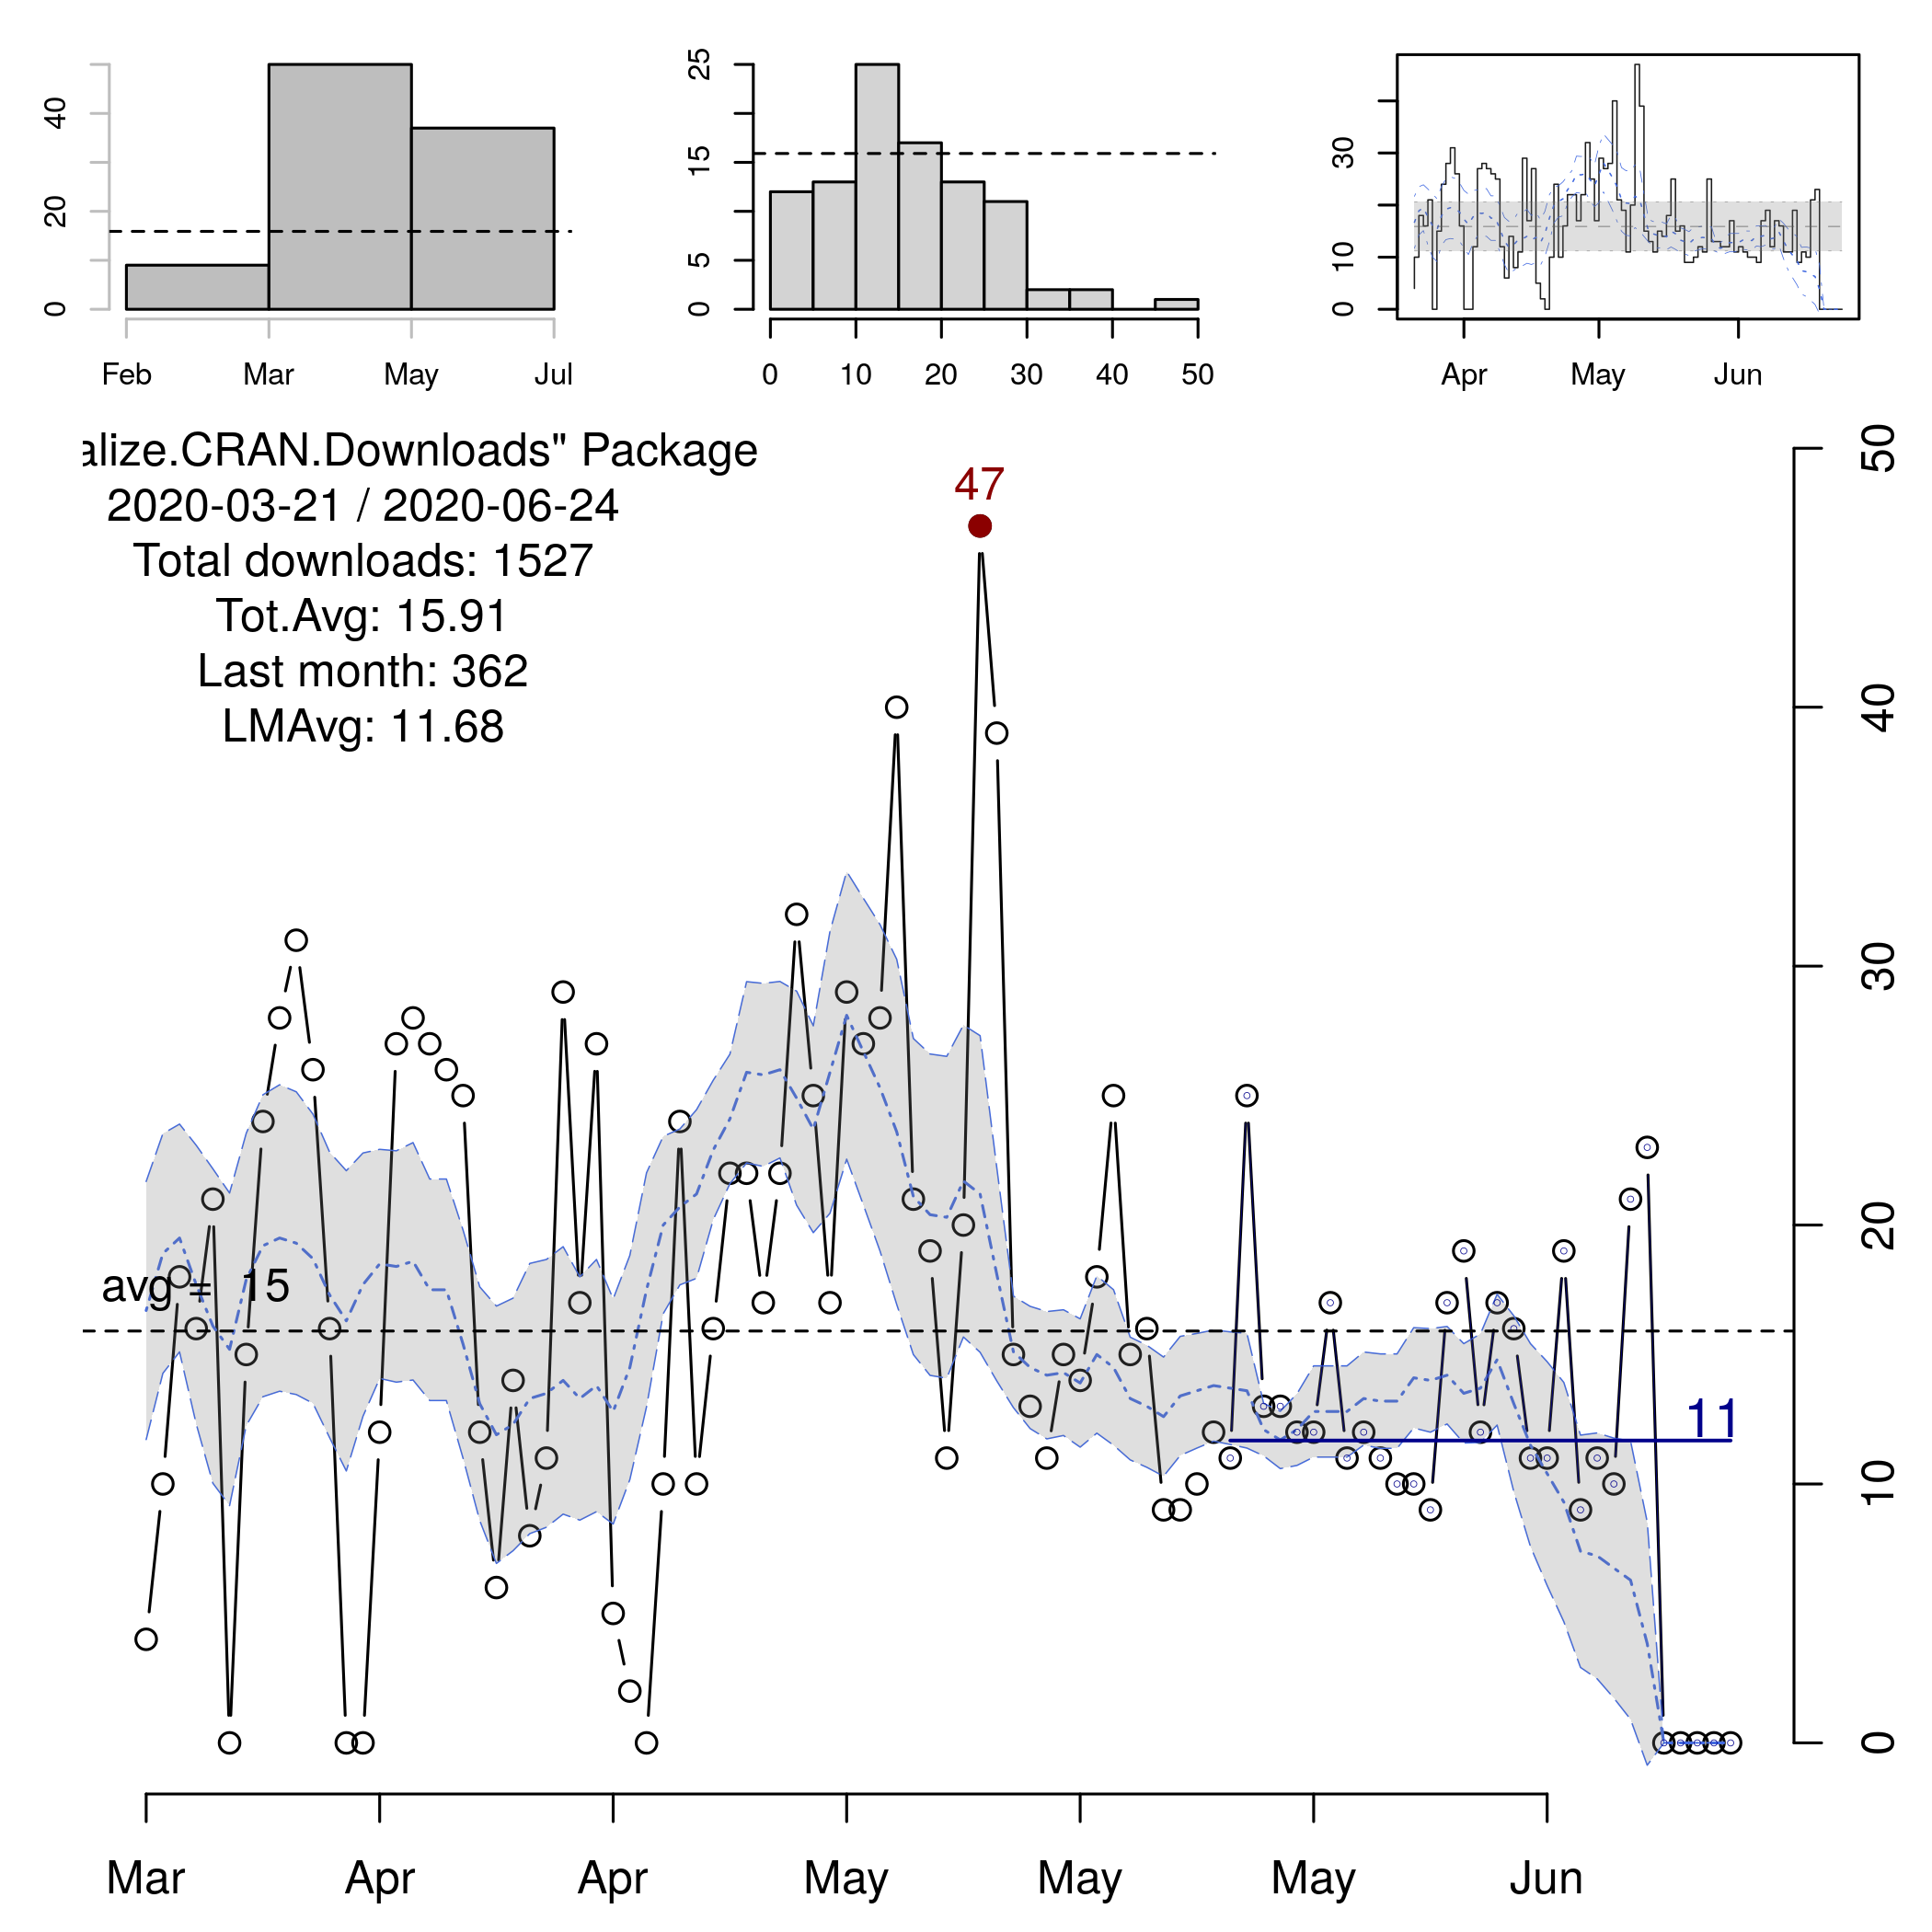 40
20
0
Feb Mar May Jul
25
15
5
0
0 10 20 30 40 50
30
10
0
Apr May Jun
alize.CRAN.Downloads" Package
2020-03-21 / 2020-06-24
Total downloads: 1527
Tot.Avg: 15.91
Last month: 362
LMAvg: 11.68
47
avg = 15
11
50
40
30
20
10
0
Mar Apr Apr May May May Jun